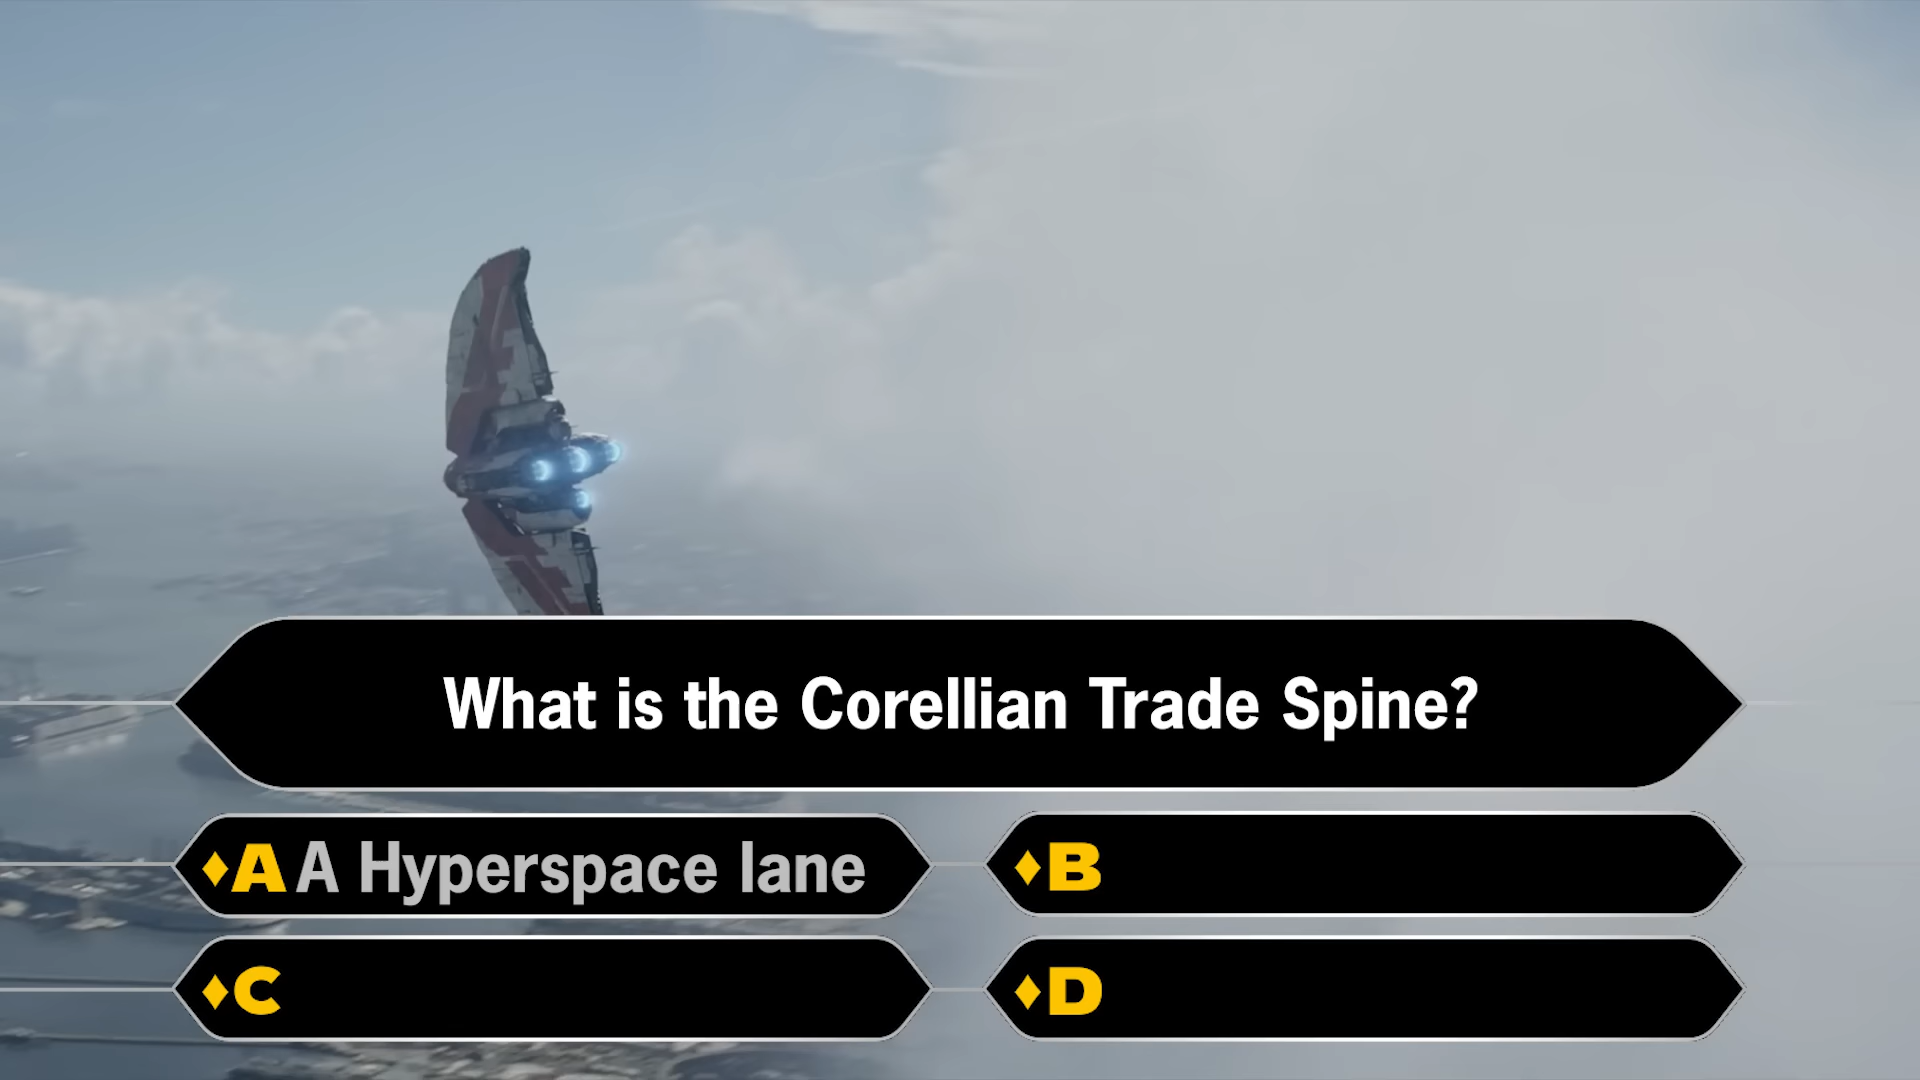 What is the Corellian Trade Spine?
♦A A Hyperspace lane
♦B
♦C
♦D